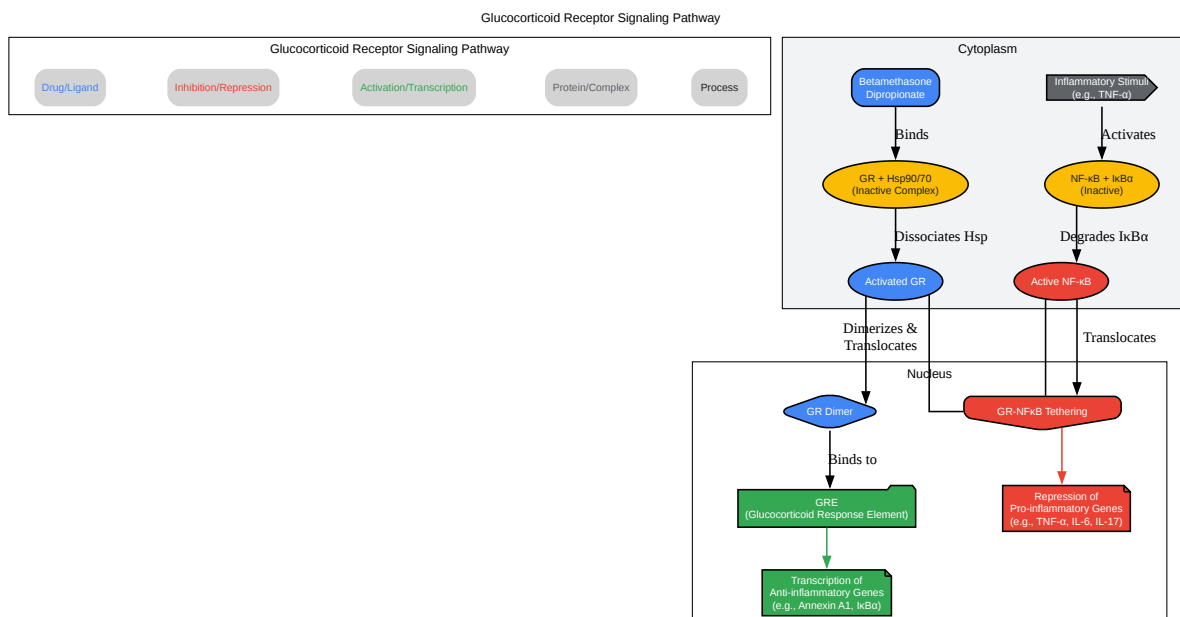 Glucocorticoid Receptor Signaling Pathway
Glucocorticoid Receptor Signaling Pathway
Drug/Ligand
Inhibition/Repression
Activation/Transcription
Protein/Complex
Process
Cytoplasm
Betamethasone
Dipropionate
Inflammatory Stimuli
(e.g., TNF-α)
Binds
Activates
GR + Hsp90/70
(Inactive Complex)
NF-κB + IκBα
(Inactive)
Dissociates Hsp
Degrades IκBα
Activated GR
Active NF-κB
Dimerizes &
Translocates
Translocates
Nucleus
GR Dimer
GR-NFκB Tethering
Binds to
GRE
(Glucocorticoid Response Element)
Repression of
Pro-inflammatory Genes
(e.g., TNF-α, IL-6, IL-17)
Transcription of
Anti-inflammatory Genes
(e.g., Annexin A1, IκBα)